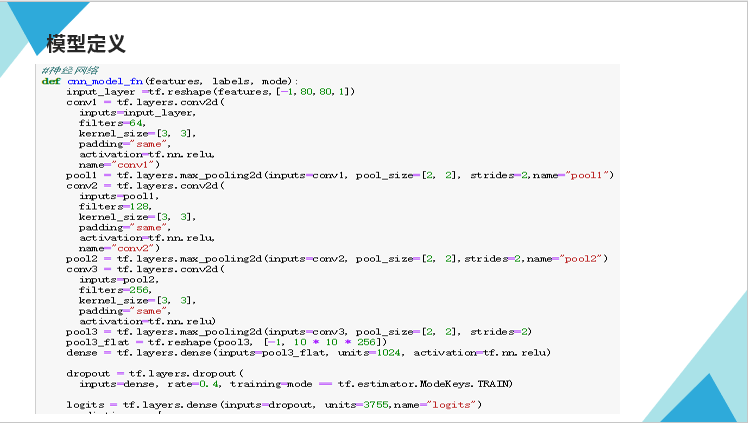 模型定义
#神经网络
def cnn_model_fn(features, labels, mode):
input_layer =tf.reshape(features,[-1,80,80,1])
conv1 = tf.layers.conv2d(
inputs=input_layer,
filters=64,
kernel_size=[3, 3],
padding="same",
activation=tf.nn.relu,
name="conv1")
pool1 = tf.layers.max_pooling2d(inputs=conv1, pool_size=[2, 2], strides=2,name="pool1")
conv2 = tf.layers.conv2d(
inputs=pool1,
filters=128,
kernel_size=[3, 3],
padding="same",
activation=tf.nn.relu,
name="conv2")
pool2 = tf.layers.max_pooling2d(inputs=conv2, pool_size=[2, 2],strides=2,name="pool2")
conv3 = tf.layers.conv2d(
inputs=pool2,
filters=256,
kernel_size=[3, 3],
padding="same",
activation=tf.nn.relu)
pool3 = tf.layers.max_pooling2d(inputs=conv3, pool_size=[2, 2], strides=2)
pool3_flat = tf.reshape(pool3, [-1, 10 * 10 * 256])
dense = tf.layers.dense(inputs=pool3_flat, units=1024, activation=tf.nn.relu)
dropout = tf.layers.dropout(
inputs=dense, rate=0.4, training=mode == tf.estimator.ModeKeys.TRAIN)
logits = tf.layers.dense(inputs=dropout, units=3755,name="logits")